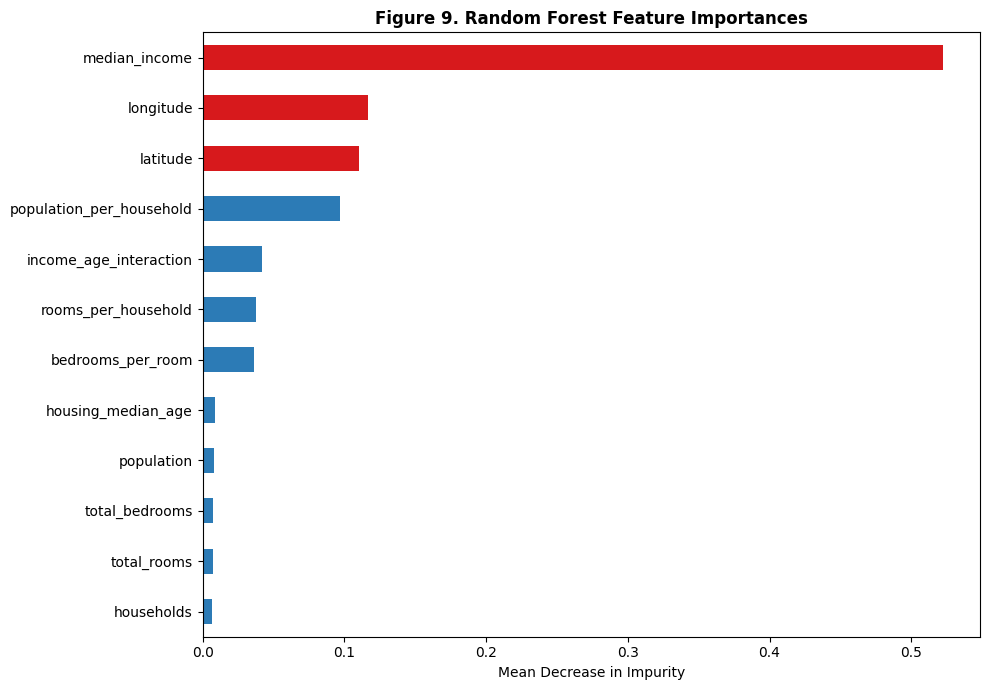 Figure 9. Random Forest Feature Importances
median_income
longitude
latitude
population_per_household
income_age_interaction
rooms_per_household
bedrooms_per_room
housing_median_age
population
total_bedrooms
total_rooms
households
0.0 0.1 0.2 0.3 0.4 0.5
Mean Decrease in Impurity